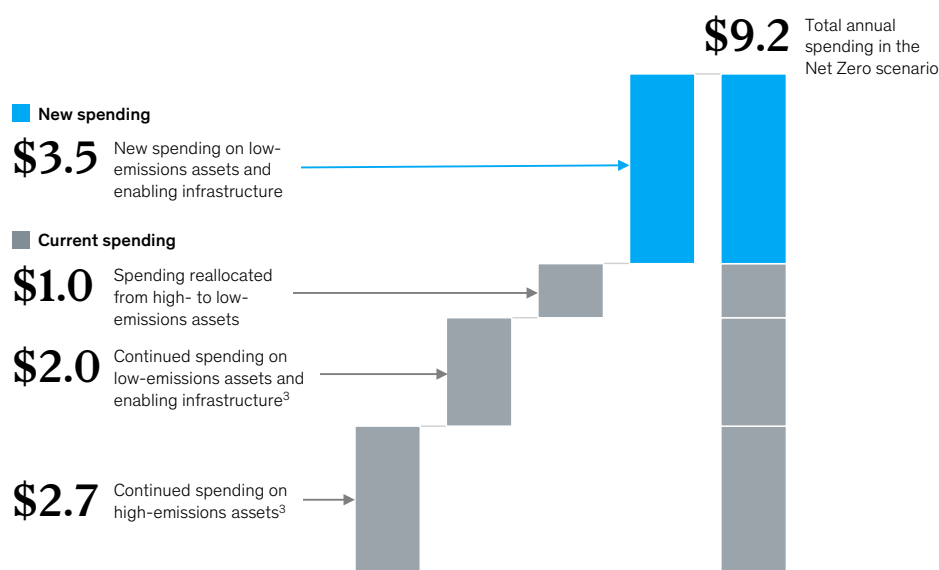 $9.2
Total annual
spending in the
Net Zero scenario
New spending
$3.5
New spending on low-
emissions assets and
enabling infrastructure
Current spending
$1.0
Spending reallocated
from high- to low-
emissions assets
$2.0
Continued spending on
low-emissions assets and
enabling infrastructure³
$2.7
Continued spending on
high-emissions assets³